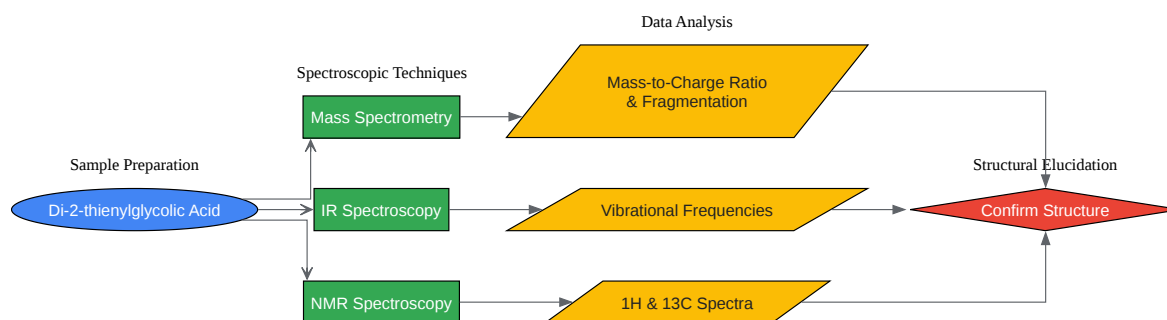 Data Analysis
Spectroscopic Techniques
Mass-to-Charge Ratio
& Fragmentation
Mass Spectrometry
Sample Preparation
Structural Elucidation
Di-2-thienylglycolic Acid
IR Spectroscopy
Vibrational Frequencies
Confirm Structure
NMR Spectroscopy
1H & 13C Spectra